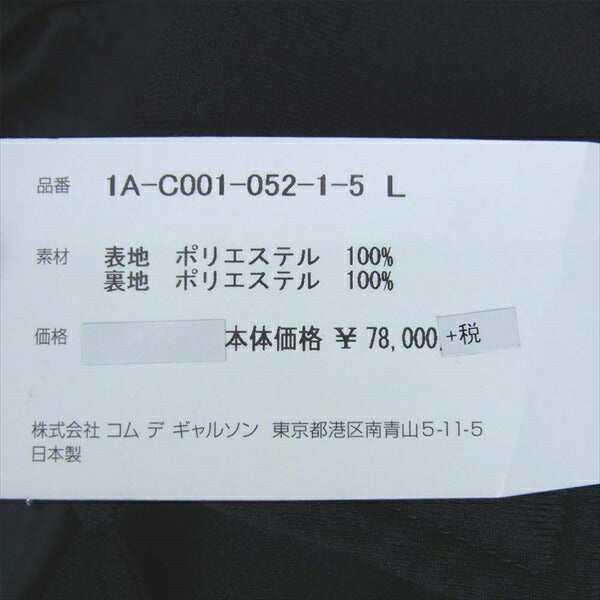 品番 1A-C001-052-1-5 L
素材 表地 ポリエステル 100%
裏地 ポリエステル 100%
価格 本体価格 ¥ 78,000, +税
株式会社 コム デ ギャルソン 東京都港区南青山5-11-5
日本製